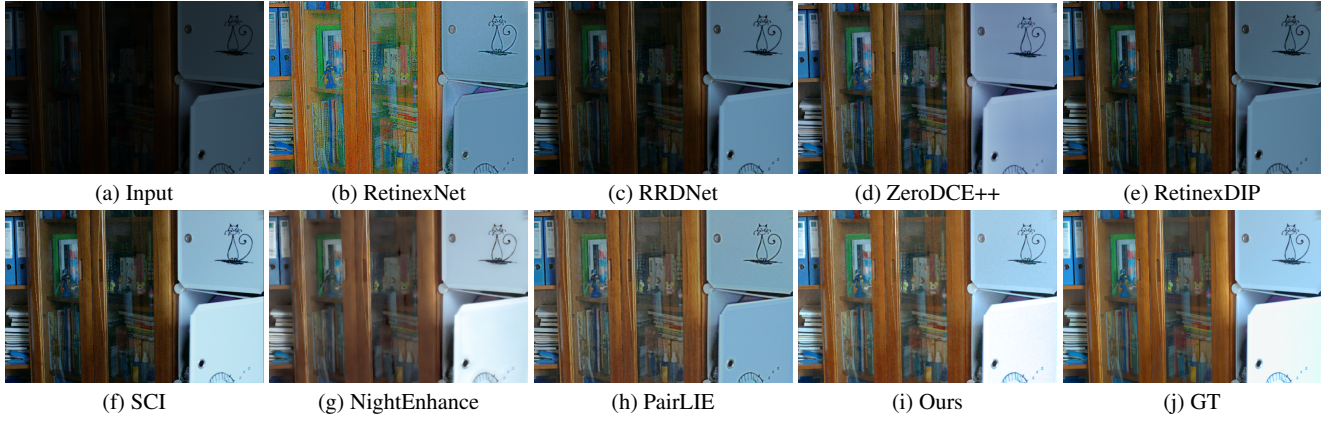 (a) Input (b) RetinexNet (c) RRDNet (d) ZeroDCE++ (e) RetinexDIP
(f) SCI (g) NightEnhance (h) PairLIE (i) Ours (j) GT